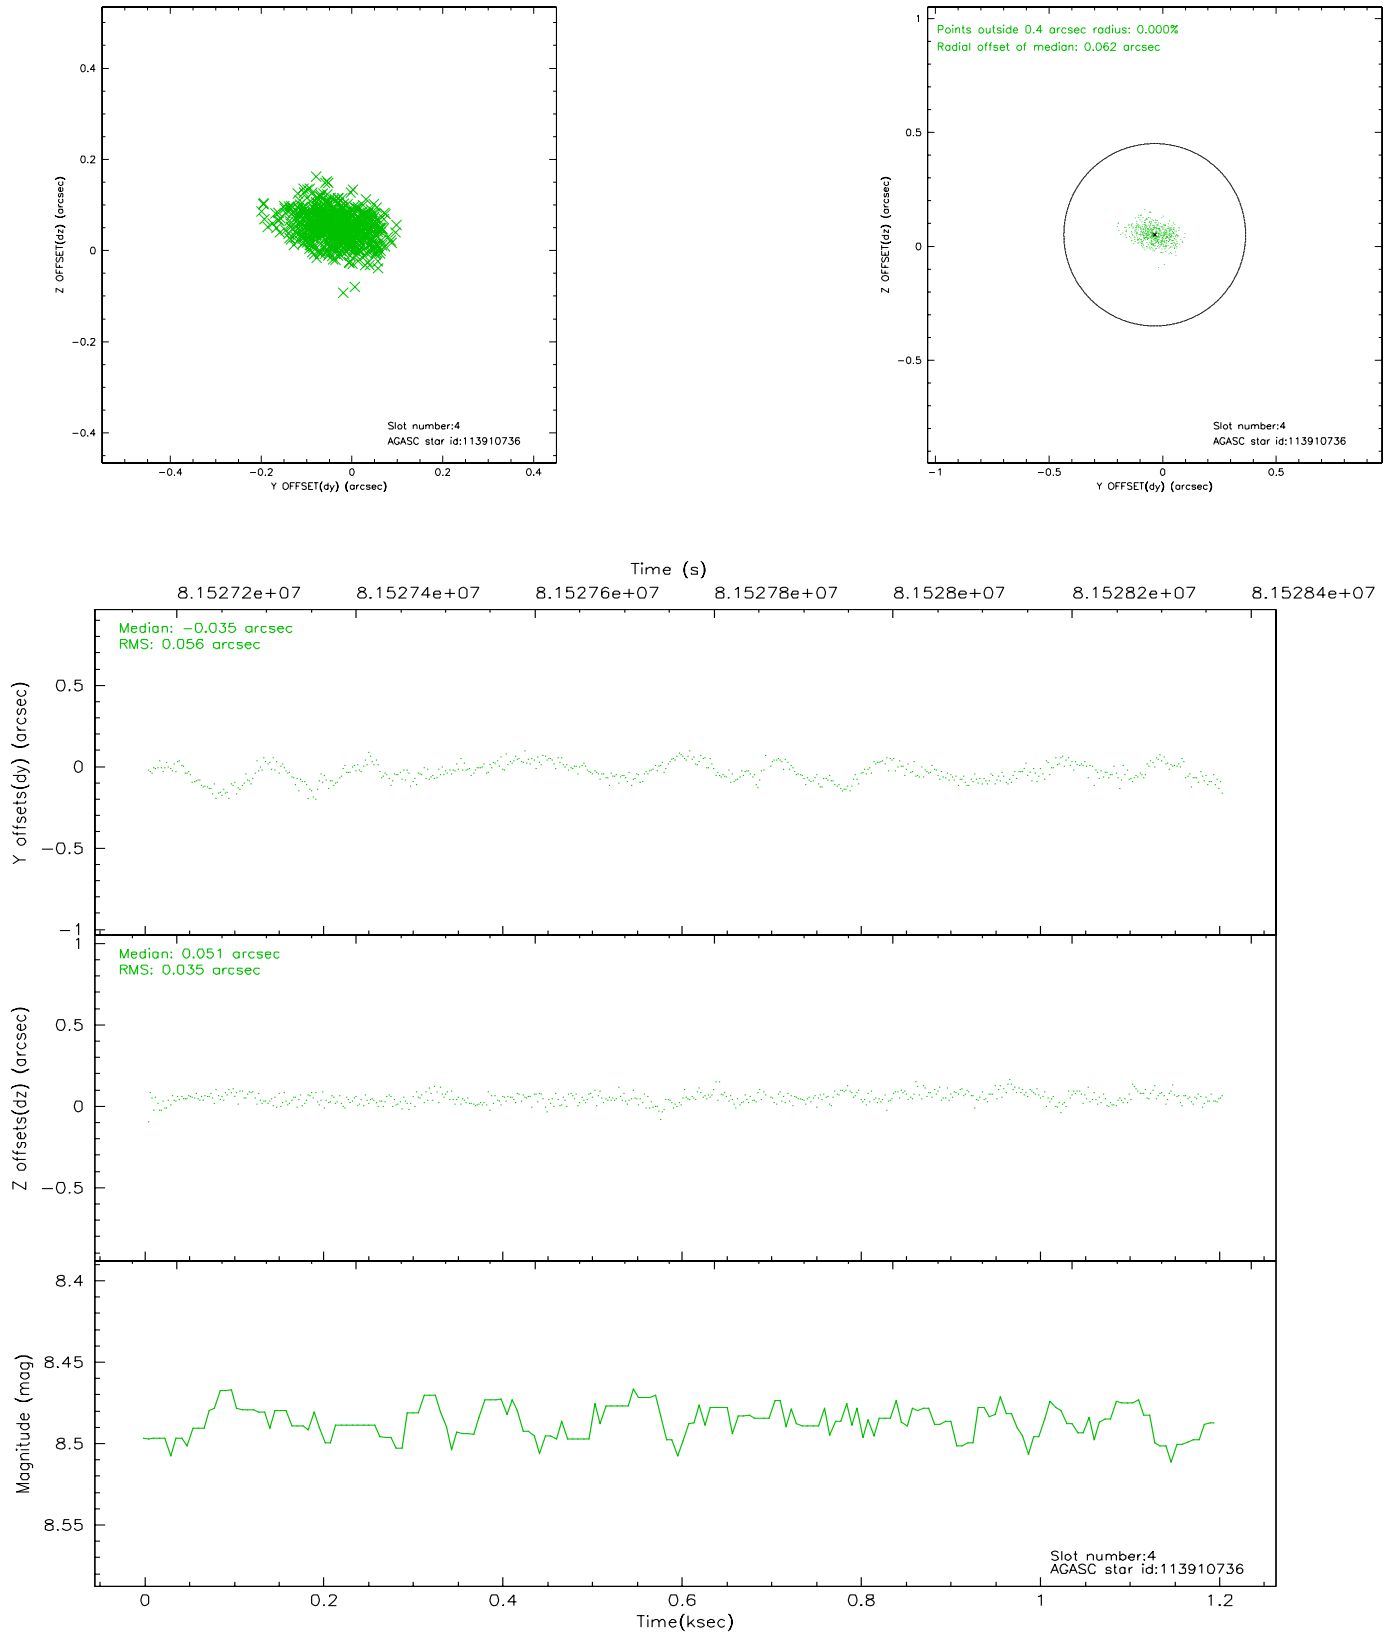 0.4
0.2
0
−0.2
−0.4
Z OFFSET(dz) (arcsec)
Slot number:4
AGASC star id:113910736
−0.4
−0.2
0
0.2
0.4
Y OFFSET(dy) (arcsec)
Points outside 0.4 arcsec radius: 0.000%
Radial offset of median: 0.062 arcsec
1
0.5
0
−0.5
Z OFFSET(dz) (arcsec)
Slot number:4
AGASC star id:113910736
−1
−0.5
0
0.5
Y OFFSET(dy) (arcsec)
Time (s)
8.15272e+07
8.15274e+07
8.15276e+07
8.15278e+07
8.1528e+07
8.15282e+07
8.15284e+07
Median: −0.035 arcsec
RMS: 0.056 arcsec
0.5
0
−0.5
−1
Y offsets(dy) (arcsec)
Median: 0.051 arcsec
RMS: 0.035 arcsec
1
0.5
0
−0.5
Z offsets(dz) (arcsec)
8.4
8.45
8.5
8.55
Magnitude (mag)
Slot number:4
AGASC star id:113910736
0
0.2
0.4
0.6
0.8
1
1.2
Time(ksec)